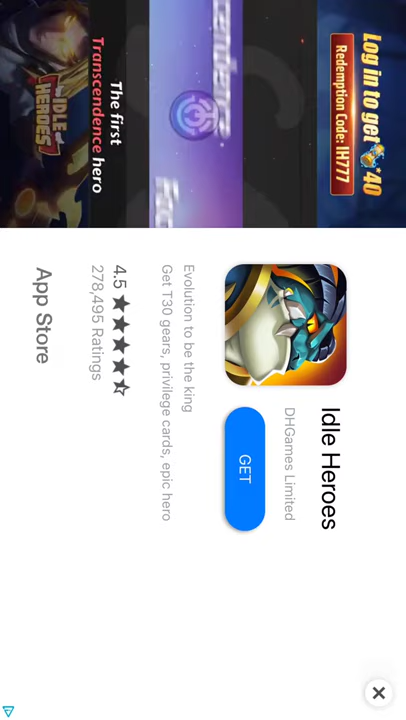 Log in to get *40
Redemption Code: IH777
The first
Transcendence hero
IDLE
HEROES
Idle Heroes
DHGames Limited
GET
Evolution to be the king
Get T30 gears, privilege cards, epic hero
4.5
278,495 Ratings
App Store